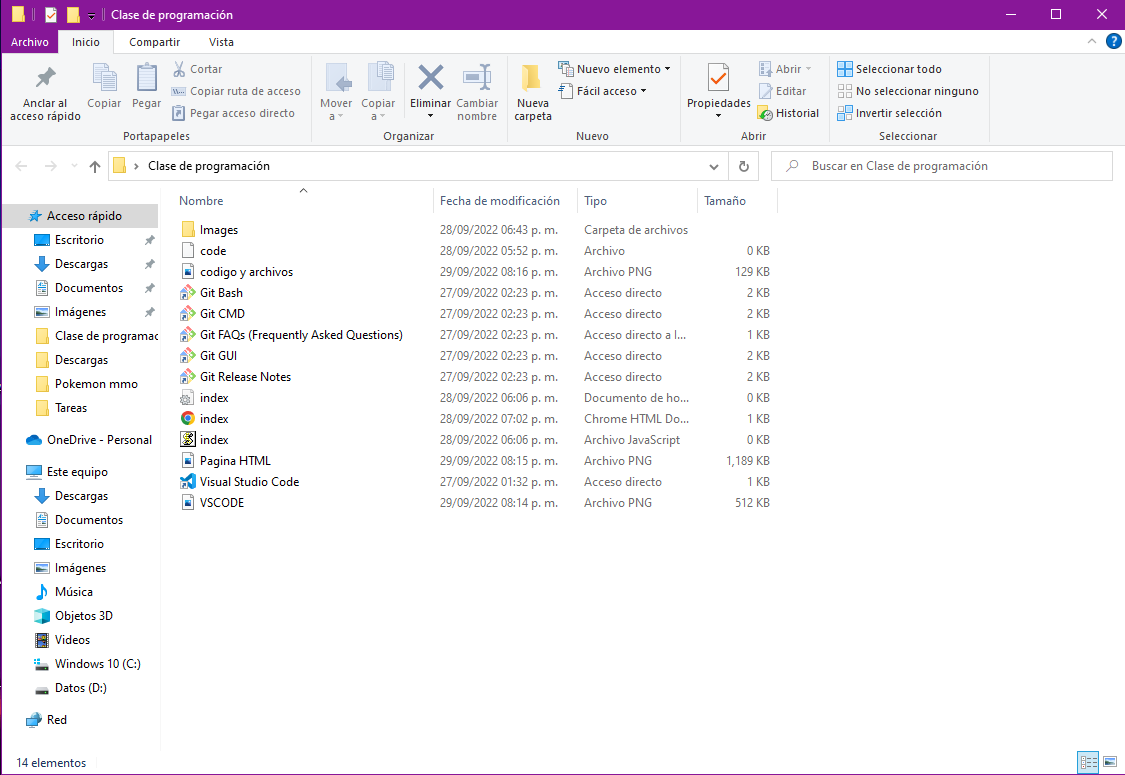 Clase de programación
Archivo Inicio Compartir Vista
Anclar al acceso rápido
Copiar
Pegar
Cortar
Copiar ruta de acceso
Pegar acceso directo
Portapapeles
Mover a
Copiar a
Eliminar
Cambiar nombre
Organizar
Nueva carpeta
Nuevo elemento
Fácil acceso
Nuevo
Propiedades
Abrir
Editar
Historial
Abrir
Seleccionar todo
No seleccionar ninguno
Invertir selección
Seleccionar
Clase de programación
Buscar en Clase de programación
Acceso rápido
Escritorio
Descargas
Documentos
Imágenes
Clase de programac
Descargas
Pokemon mmo
Tareas
OneDrive - Personal
Este equipo
Descargas
Documentos
Escritorio
Imágenes
Música
Objetos 3D
Videos
Windows 10 (C:)
Datos (D:)
Red
Nombre Fecha de modificación Tipo Tamaño
Images 28/09/2022 06:43 p. m. Carpeta de archivos
code 28/09/2022 05:52 p. m. Archivo 0 KB
codigo y archivos 29/09/2022 08:16 p. m. Archivo PNG 129 KB
Git Bash 27/09/2022 02:23 p. m. Acceso directo 2 KB
Git CMD 27/09/2022 02:23 p. m. Acceso directo 2 KB
Git FAQs (Frequently Asked Questions) 27/09/2022 02:23 p. m. Acceso directo a l... 1 KB
Git GUI 27/09/2022 02:23 p. m. Acceso directo 2 KB
Git Release Notes 27/09/2022 02:23 p. m. Acceso directo 2 KB
index 28/09/2022 06:06 p. m. Documento de ho... 0 KB
index 28/09/2022 07:02 p. m. Chrome HTML Do... 1 KB
index 28/09/2022 06:06 p. m. Archivo JavaScript 0 KB
Pagina HTML 29/09/2022 08:15 p. m. Archivo PNG 1,189 KB
Visual Studio Code 27/09/2022 01:32 p. m. Acceso directo 1 KB
VSCODE 29/09/2022 08:14 p. m. Archivo PNG 512 KB
14 elementos